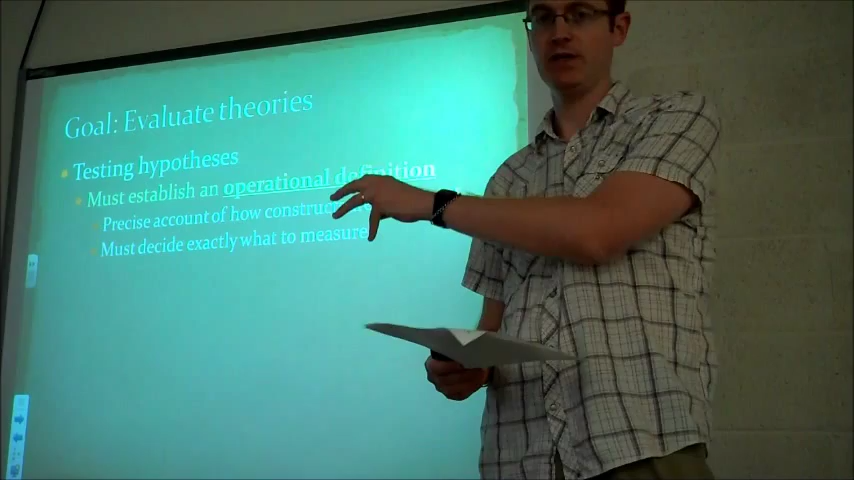 Goal: Evaluate theories
Testing hypotheses
Must establish an operational definition
Precise account of how
Must decide exactly what to measure